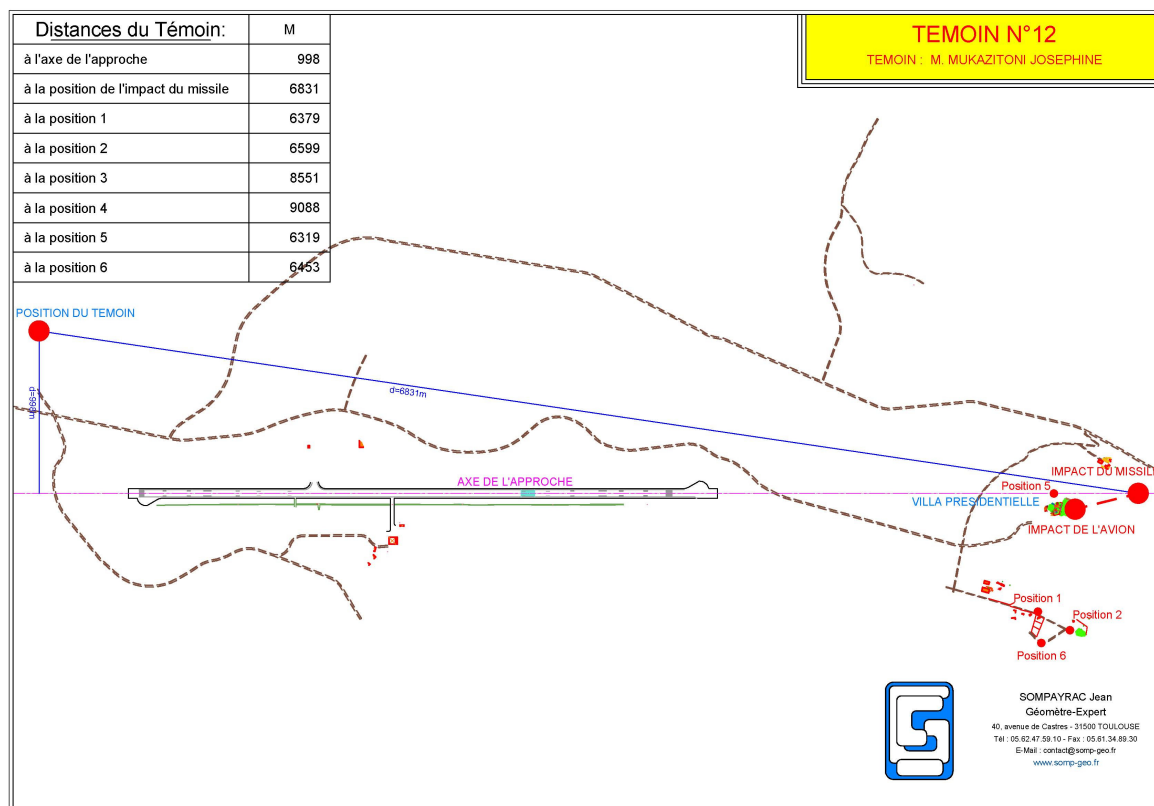 Distances du Témoin: M
à l'axe de l'approche 998
à la position de l'impact du missile 6831
à la position 1 6379
à la position 2 6599
à la position 3 8551
à la position 4 9088
à la position 5 6319
à la position 6 6453
TEMOIN N°12
TEMOIN : M. MUKAZITONI JOSEPHINE
POSITION DU TEMOIN
d=998m
d=6831m
AXE DE L'APPROCHE
IMPACT DU MISSILE
Position 5
VILLA PRESIDENTIELLE
IMPACT DE L'AVION
Position 1
Position 2
Position 6
SOMPAYRAC Jean
Géomètre-Expert
40, avenue de Castres - 31500 TOULOUSE
Tél : 05.62.47.59.10 - Fax : 05.61.34.89.30
E-Mail : contact@somp-geo.fr
www.somp-geo.fr